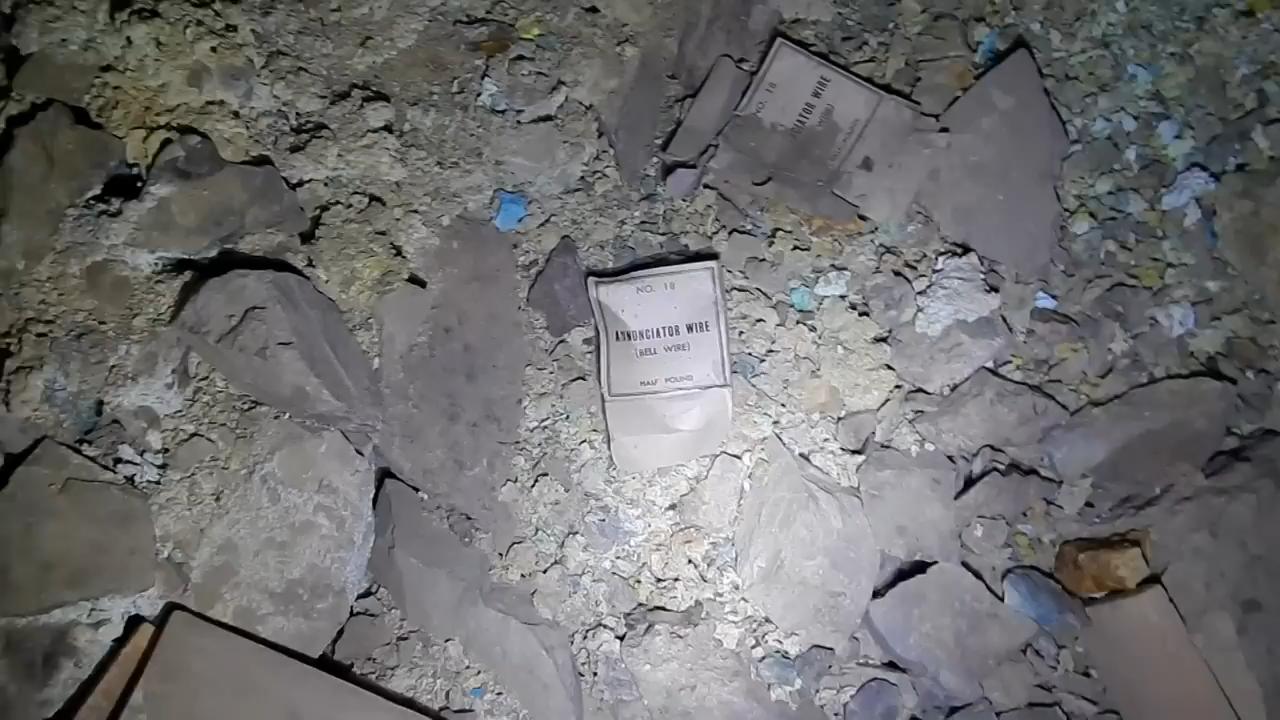 NO. 18
ANNUNCIATOR WIRE
(BELL WIRE)
HALF POUND
NO. 18
CIATOR WIRE